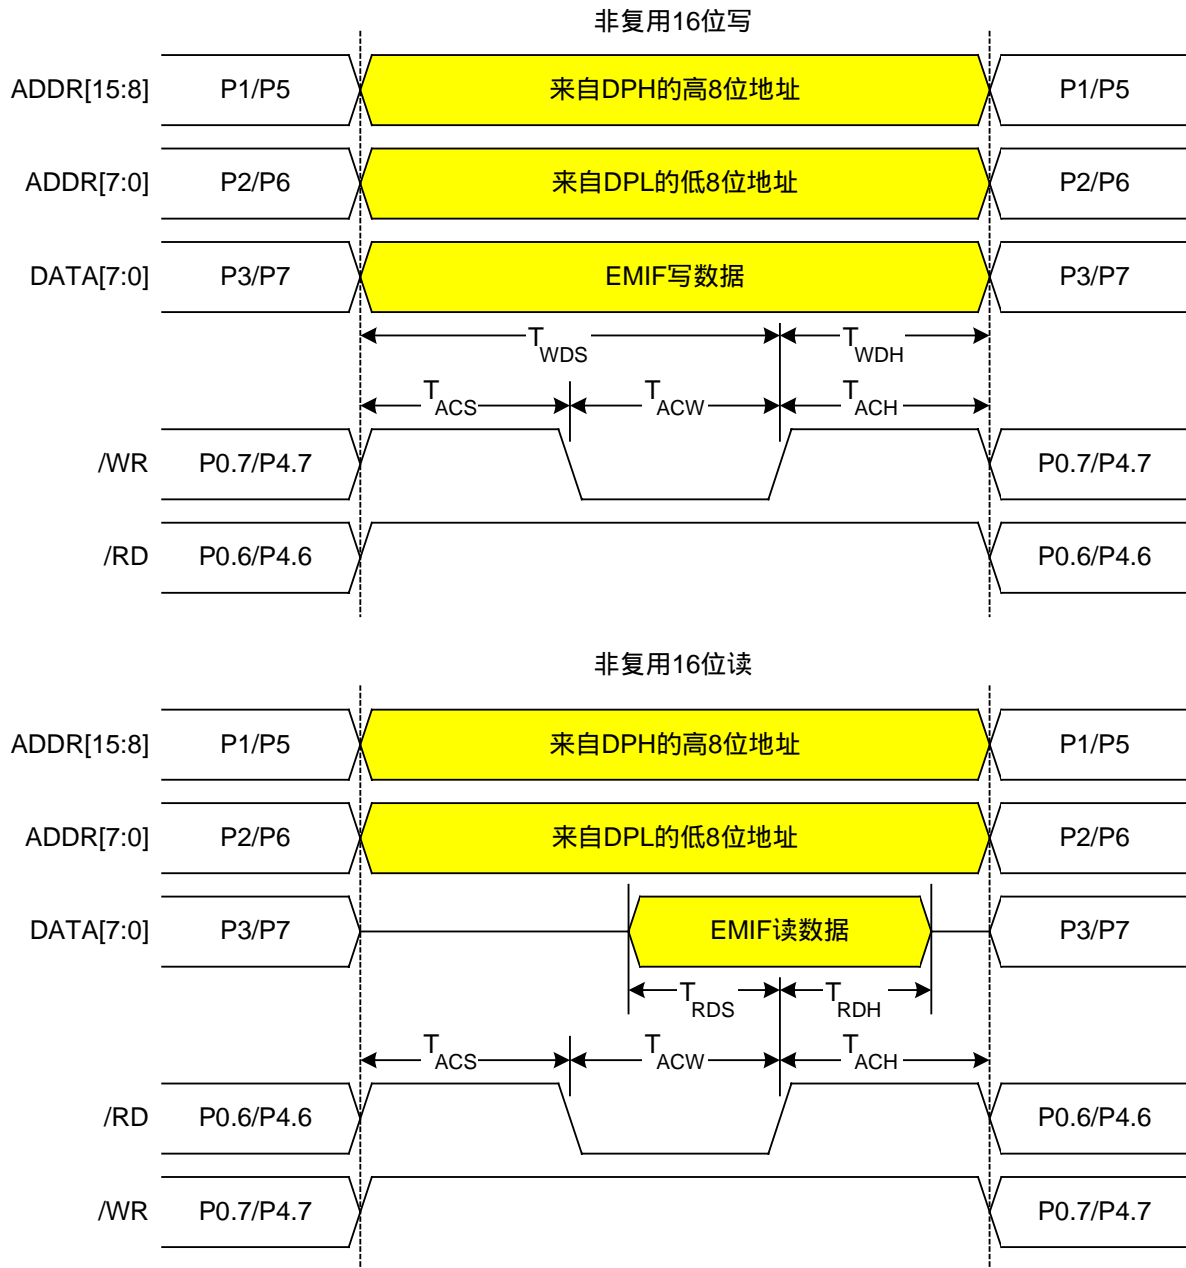 非复用16位写
ADDR[15:8] P1/P5 来自DPH的高8位地址 P1/P5
ADDR[7:0] P2/P6 来自DPL的低8位地址 P2/P6
DATA[7:0] P3/P7 EMIF写数据 P3/P7
TWDS TWDH
TACS TACW TACH
/WR P0.7/P4.7 P0.7/P4.7
/RD P0.6/P4.6 P0.6/P4.6
非复用16位读
ADDR[15:8] P1/P5 来自DPH的高8位地址 P1/P5
ADDR[7:0] P2/P6 来自DPL的低8位地址 P2/P6
DATA[7:0] P3/P7 EMIF读数据 P3/P7
TRDS TRDH
TACS TACW TACH
/RD P0.6/P4.6 P0.6/P4.6
/WR P0.7/P4.7 P0.7/P4.7